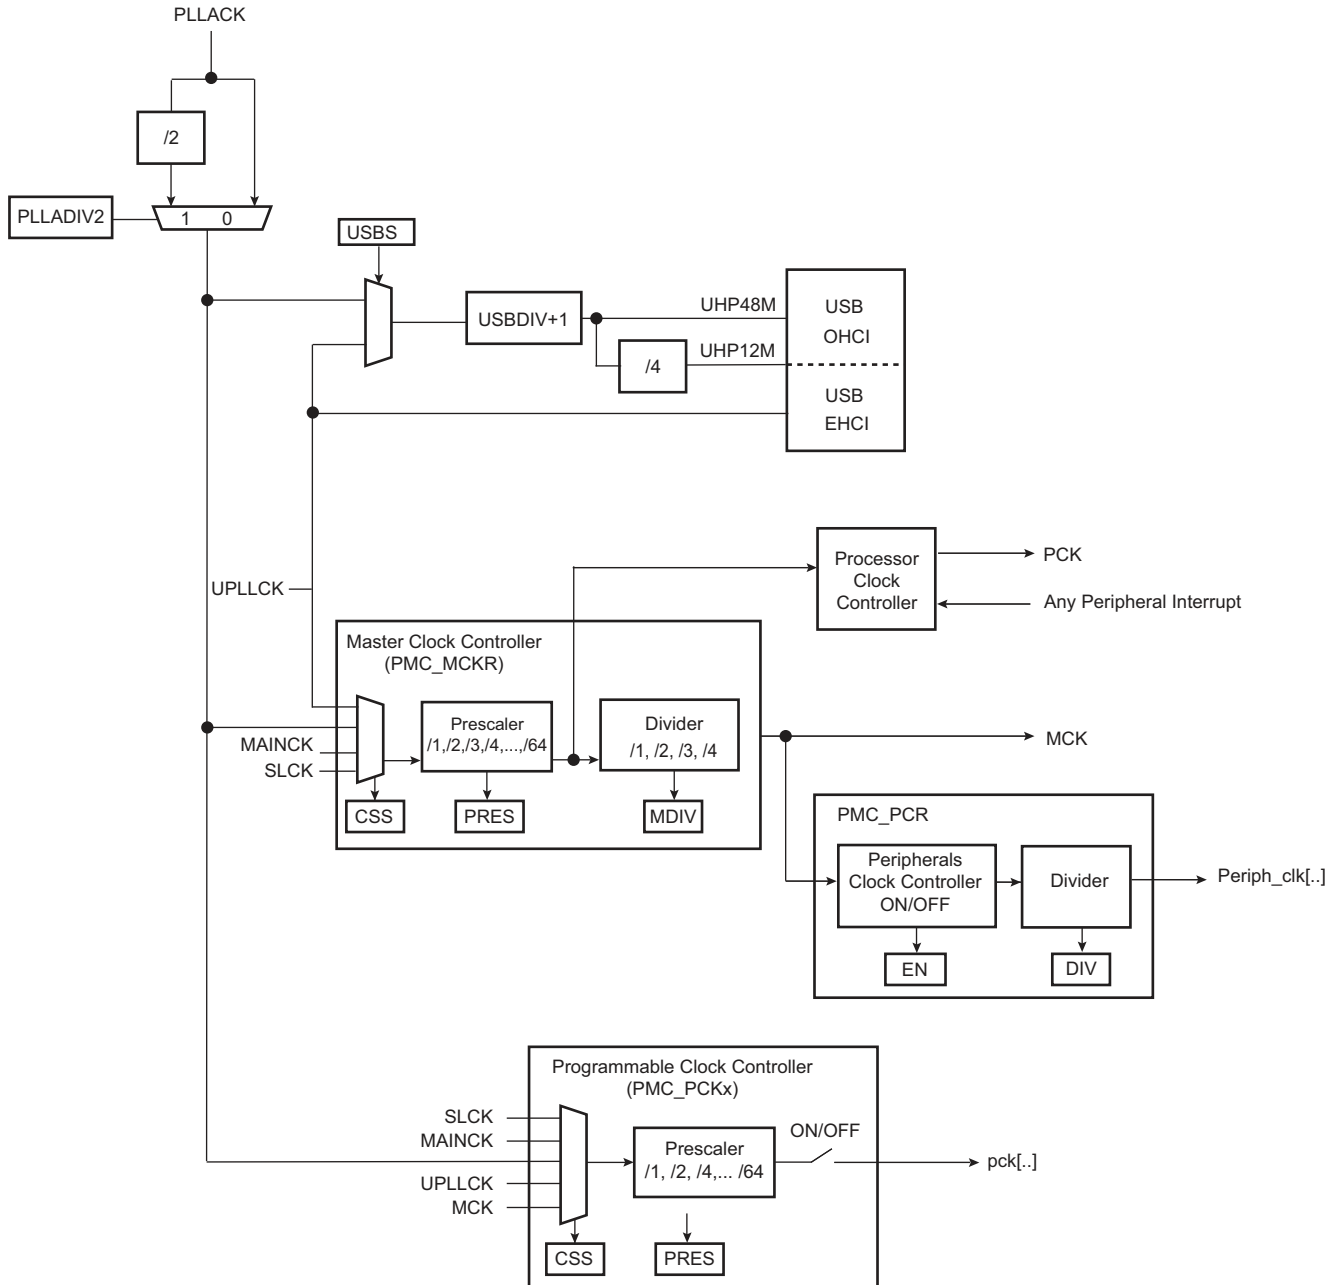 PLLACK
/2
PLLADIV2
1 0
USBS
USBDIV+1
UHP48M
/4
UHP12M
USB
OHCI
USB
EHCI
UPLLCK
Processor
Clock
Controller
PCK
Any Peripheral Interrupt
Master Clock Controller
(PMC_MCKR)
MAINCK
SLCK
Prescaler
/1,/2,/3,/4,...,/64
Divider
/1, /2, /3, /4
CSS
PRES
MDIV
MCK
PMC_PCR
Peripherals
Clock Controller
ON/OFF
Divider
Periph_clk[..]
EN
DIV
Programmable Clock Controller
(PMC_PCKx)
SLCK
MAINCK
UPLLCK
MCK
Prescaler
/1, /2, /4,... /64
ON/OFF
pck[..]
CSS
PRES